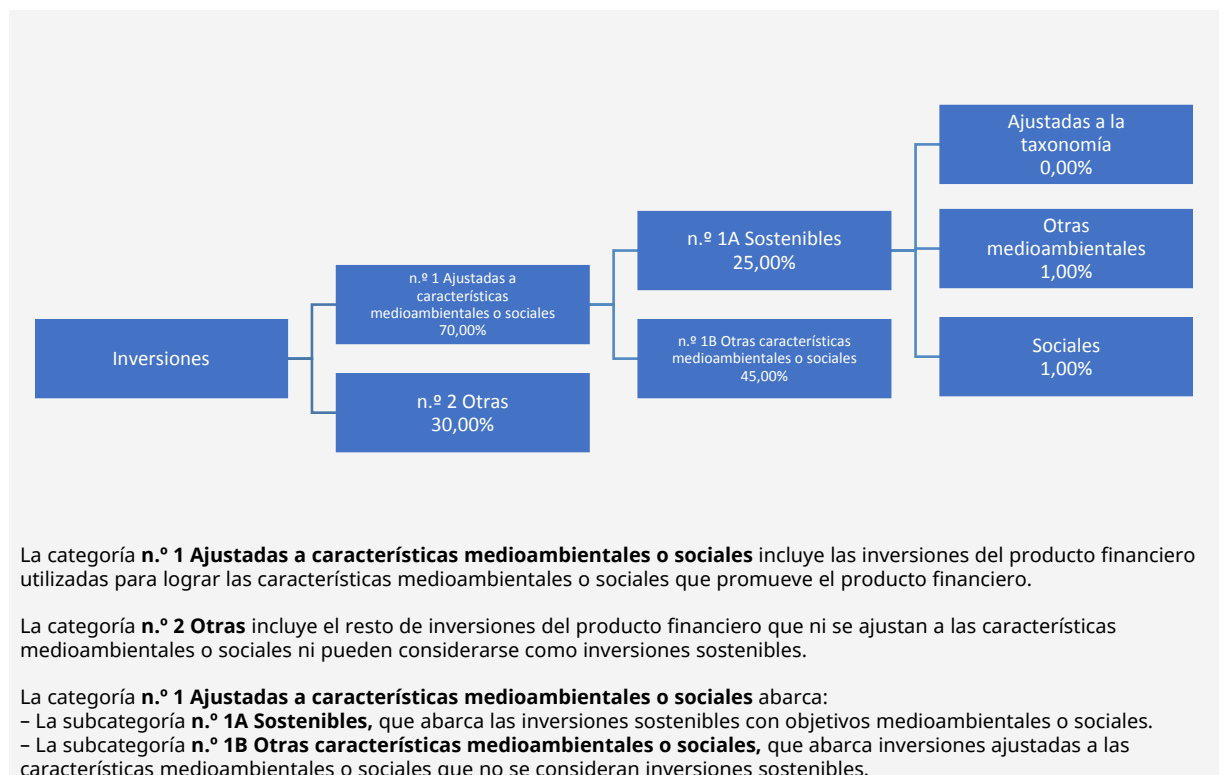 Inversiones
n.º 1 Ajustadas a
características
medioambientales o sociales
70,00%
n.º 2 Otras
30,00%
n.º 1A Sostenibles
25,00%
n.º 1B Otras características
medioambientales o sociales
45,00%
Ajustadas a la
taxonomía
0,00%
Otras
medioambientales
1,00%
Sociales
1,00%
La categoría n.º 1 Ajustadas a características medioambientales o sociales incluye las inversiones del producto financiero
utilizadas para lograr las características medioambientales o sociales que promueve el producto financiero.
La categoría n.º 2 Otras incluye el resto de inversiones del producto financiero que ni se ajustan a las características
medioambientales o sociales ni pueden considerarse como inversiones sostenibles.
La categoría n.º 1 Ajustadas a características medioambientales o sociales abarca:
– La subcategoría n.º 1A Sostenibles, que abarca las inversiones sostenibles con objetivos medioambientales o sociales.
– La subcategoría n.º 1B Otras características medioambientales o sociales, que abarca inversiones ajustadas a las
características medioambientales o sociales que no se consideran inversiones sostenibles.